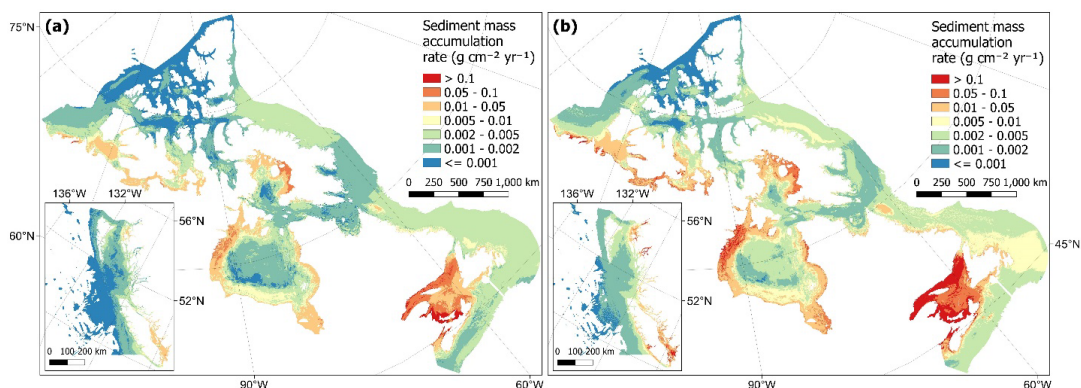 75°N
(a)
Sediment mass
accumulation
rate (g cm⁻² yr⁻¹)
> 0.1
0.05 - 0.1
0.01 - 0.05
0.005 - 0.01
0.002 - 0.005
0.001 - 0.002
<= 0.001
0 250 500 750 1,000 km
136°W 132°W
56°N
60°N
52°N
0 100 200 km
90°W
60°W
(b)
Sediment mass
accumulation
rate (g cm⁻² yr⁻¹)
> 0.1
0.05 - 0.1
0.01 - 0.05
0.005 - 0.01
0.002 - 0.005
0.001 - 0.002
<= 0.001
0 250 500 750 1,000 km
136°W 132°W
56°N
45°N
52°N
0 100 200 km
90°W
60°W